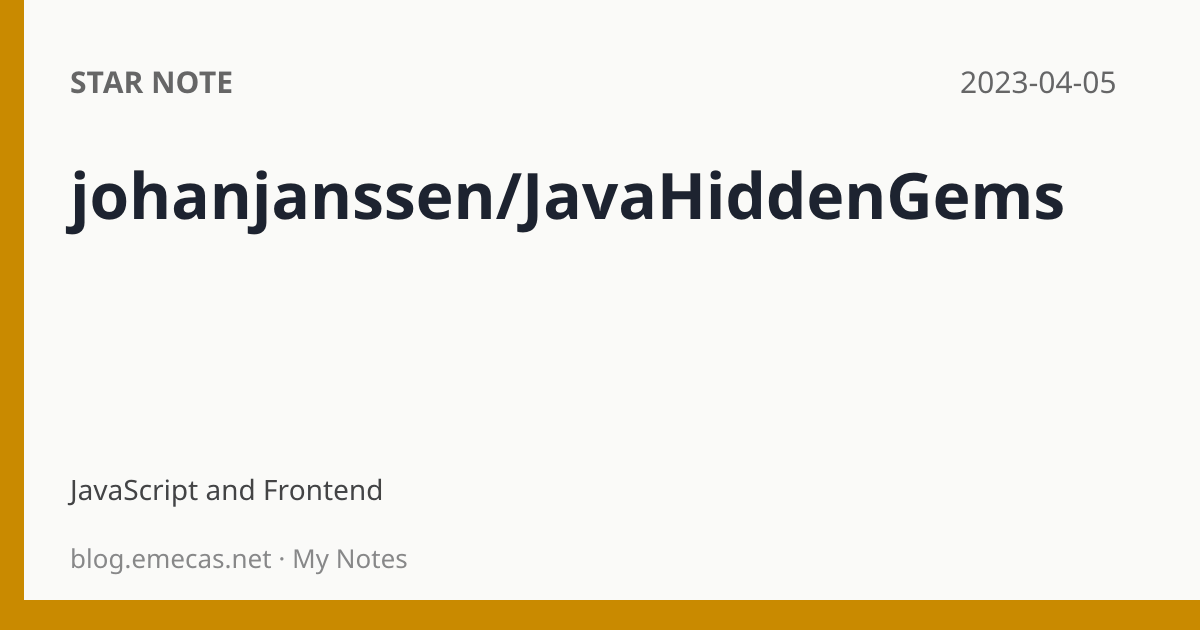 STAR NOTE
2023-04-05
johanjanssen/JavaHiddenGems
JavaScript and Frontend
blog.emecas.net · My Notes